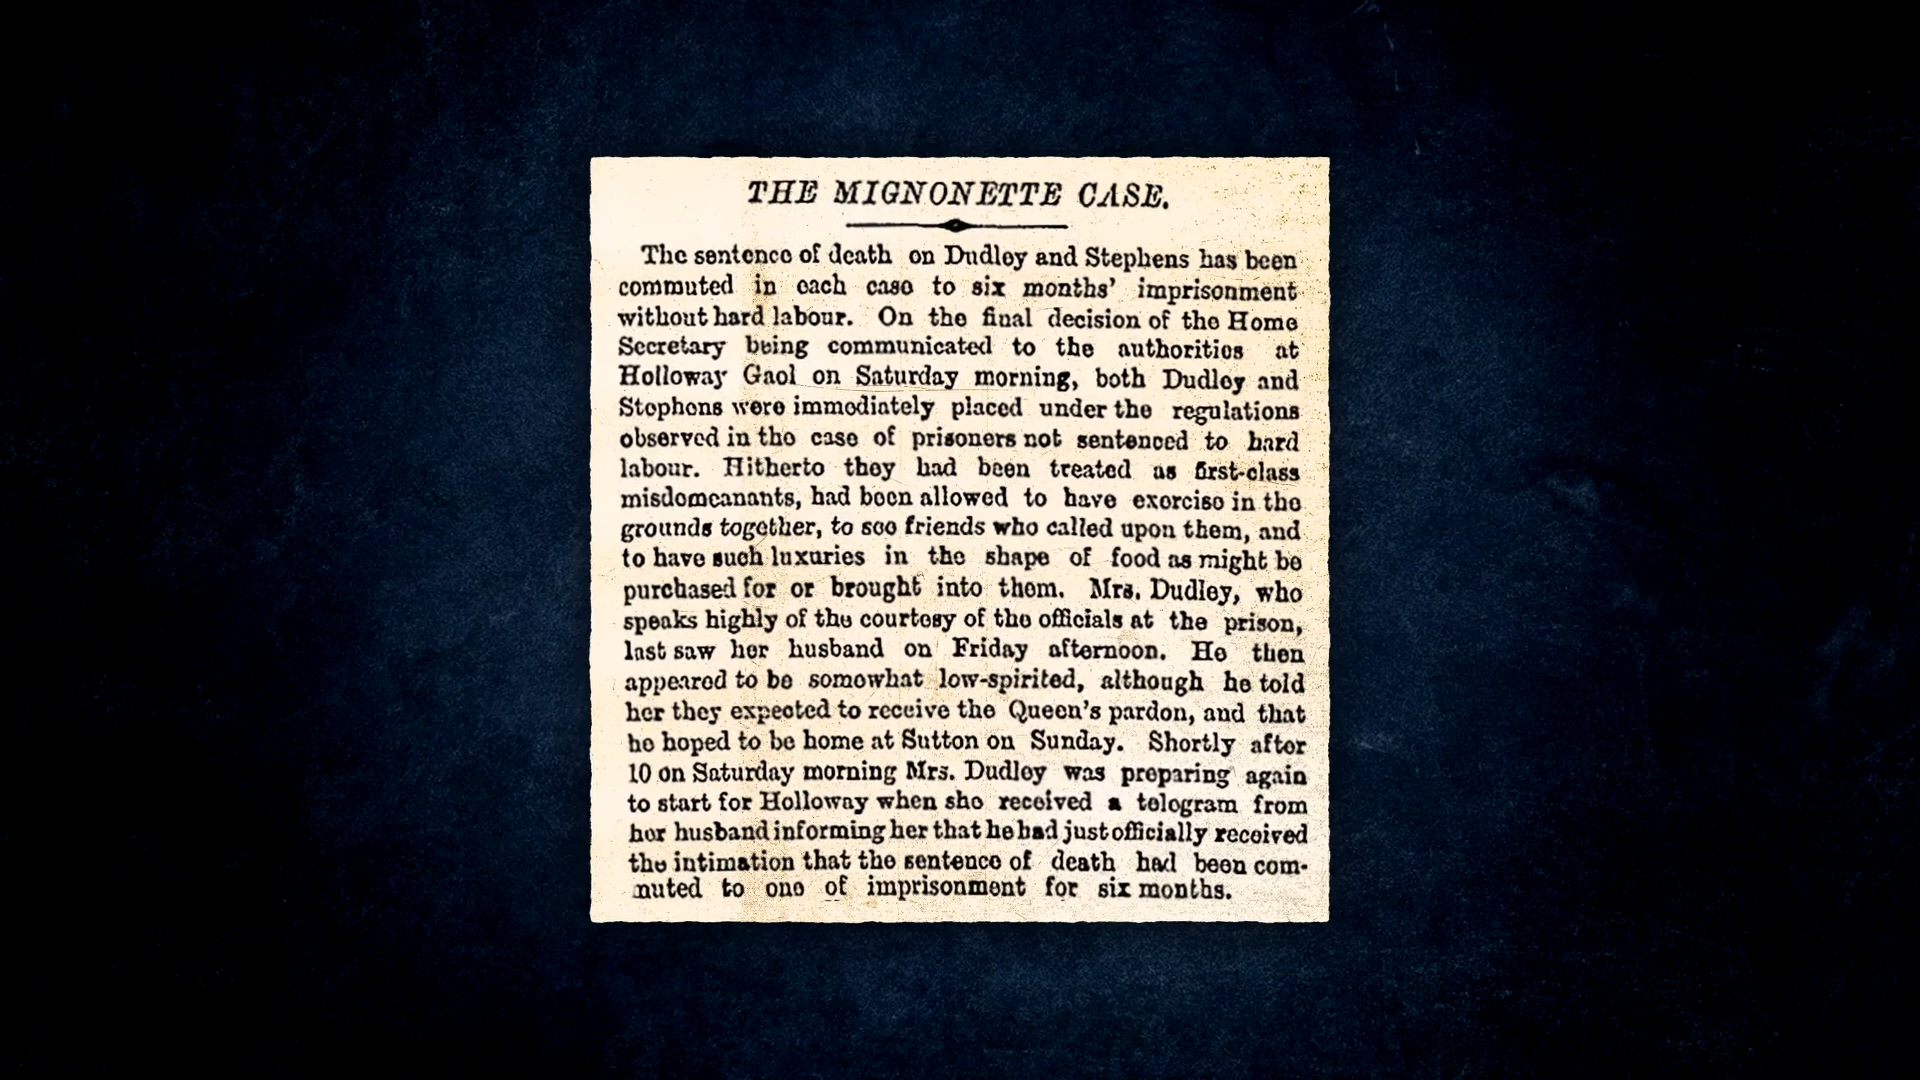 THE MIGNONETTE CASE.
The sentence of death on Dudley and Stephens has been
commuted in each case to six months' imprisonment
without hard labour. On the final decision of the Home
Secretary being communicated to the authorities at
Holloway Gaol on Saturday morning, both Dudley and
Stephens were immediately placed under the regulations
observed in the case of prisoners not sentenced to hard
labour. Hitherto they had been treated as first-class
misdomeanants, had been allowed to have exercise in the
grounds together, to see friends who called upon them, and
to have such luxuries in the shape of food as might be
purchased for or brought into them. Mrs. Dudley, who
speaks highly of the courtesy of the officials at the prison,
last saw her husband on Friday afternoon. He then
appeared to be somewhat low-spirited, although he told
her they expected to receive the Queen's pardon, and that
he hoped to be home at Sutton on Sunday. Shortly after
10 on Saturday morning Mrs. Dudley was preparing again
to start for Holloway when she received a telegram from
her husband informing her that he had just officially received
the intimation that the sentence of death had been com-
muted to one of imprisonment for six months.